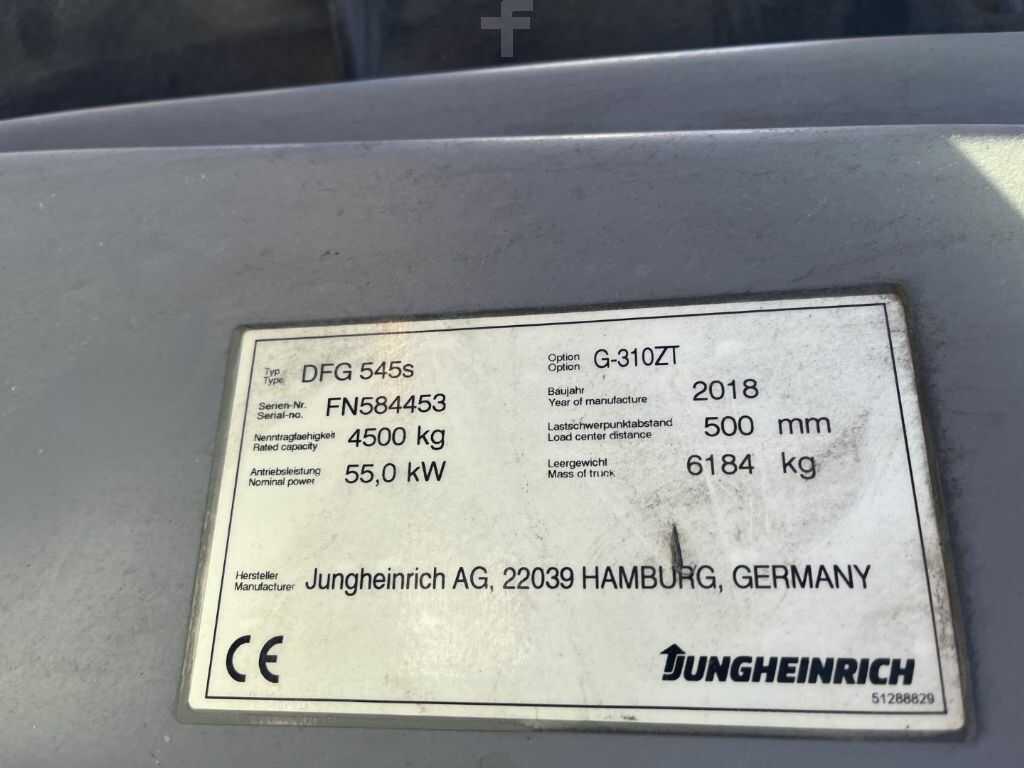 f
Typ
Type
DFG 545s
Option
Option
G-310ZT
Serien-Nr.
Serial-no.
FN584453
Baujahr
Year of manufacture
2018
Nenntragfaehigkeit
Rated capacity
4500 kg
Lastschwerpunktabstand
Load center distance
500 mm
Antriebsleistung
Nominal power
55,0 kW
Leergewicht
Mass of truck
6184 kg
Hersteller
Manufacturer
Jungheinrich AG, 22039 HAMBURG, GERMANY
CE
JUNGHEINRICH
51288829